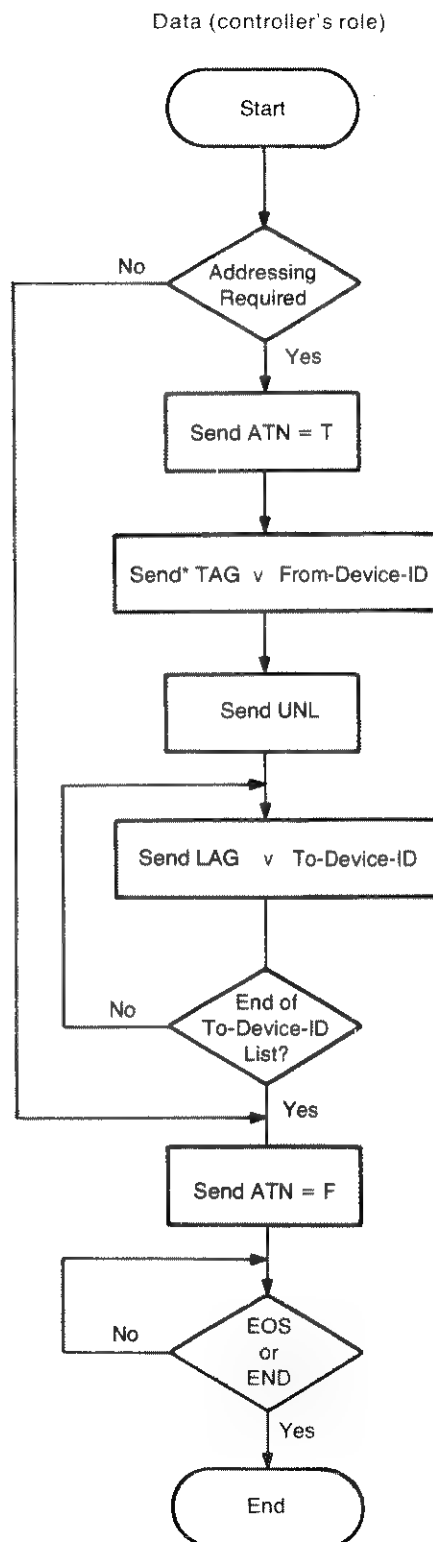 Data (controller's role)
Start
No
Addressing
Required
Yes
Send ATN = T
Send* TAG v From-Device-ID
Send UNL
Send LAG v To-Device-ID
No
End of
To-Device-ID
List?
Yes
Send ATN = F
No
EOS
or
END
Yes
End